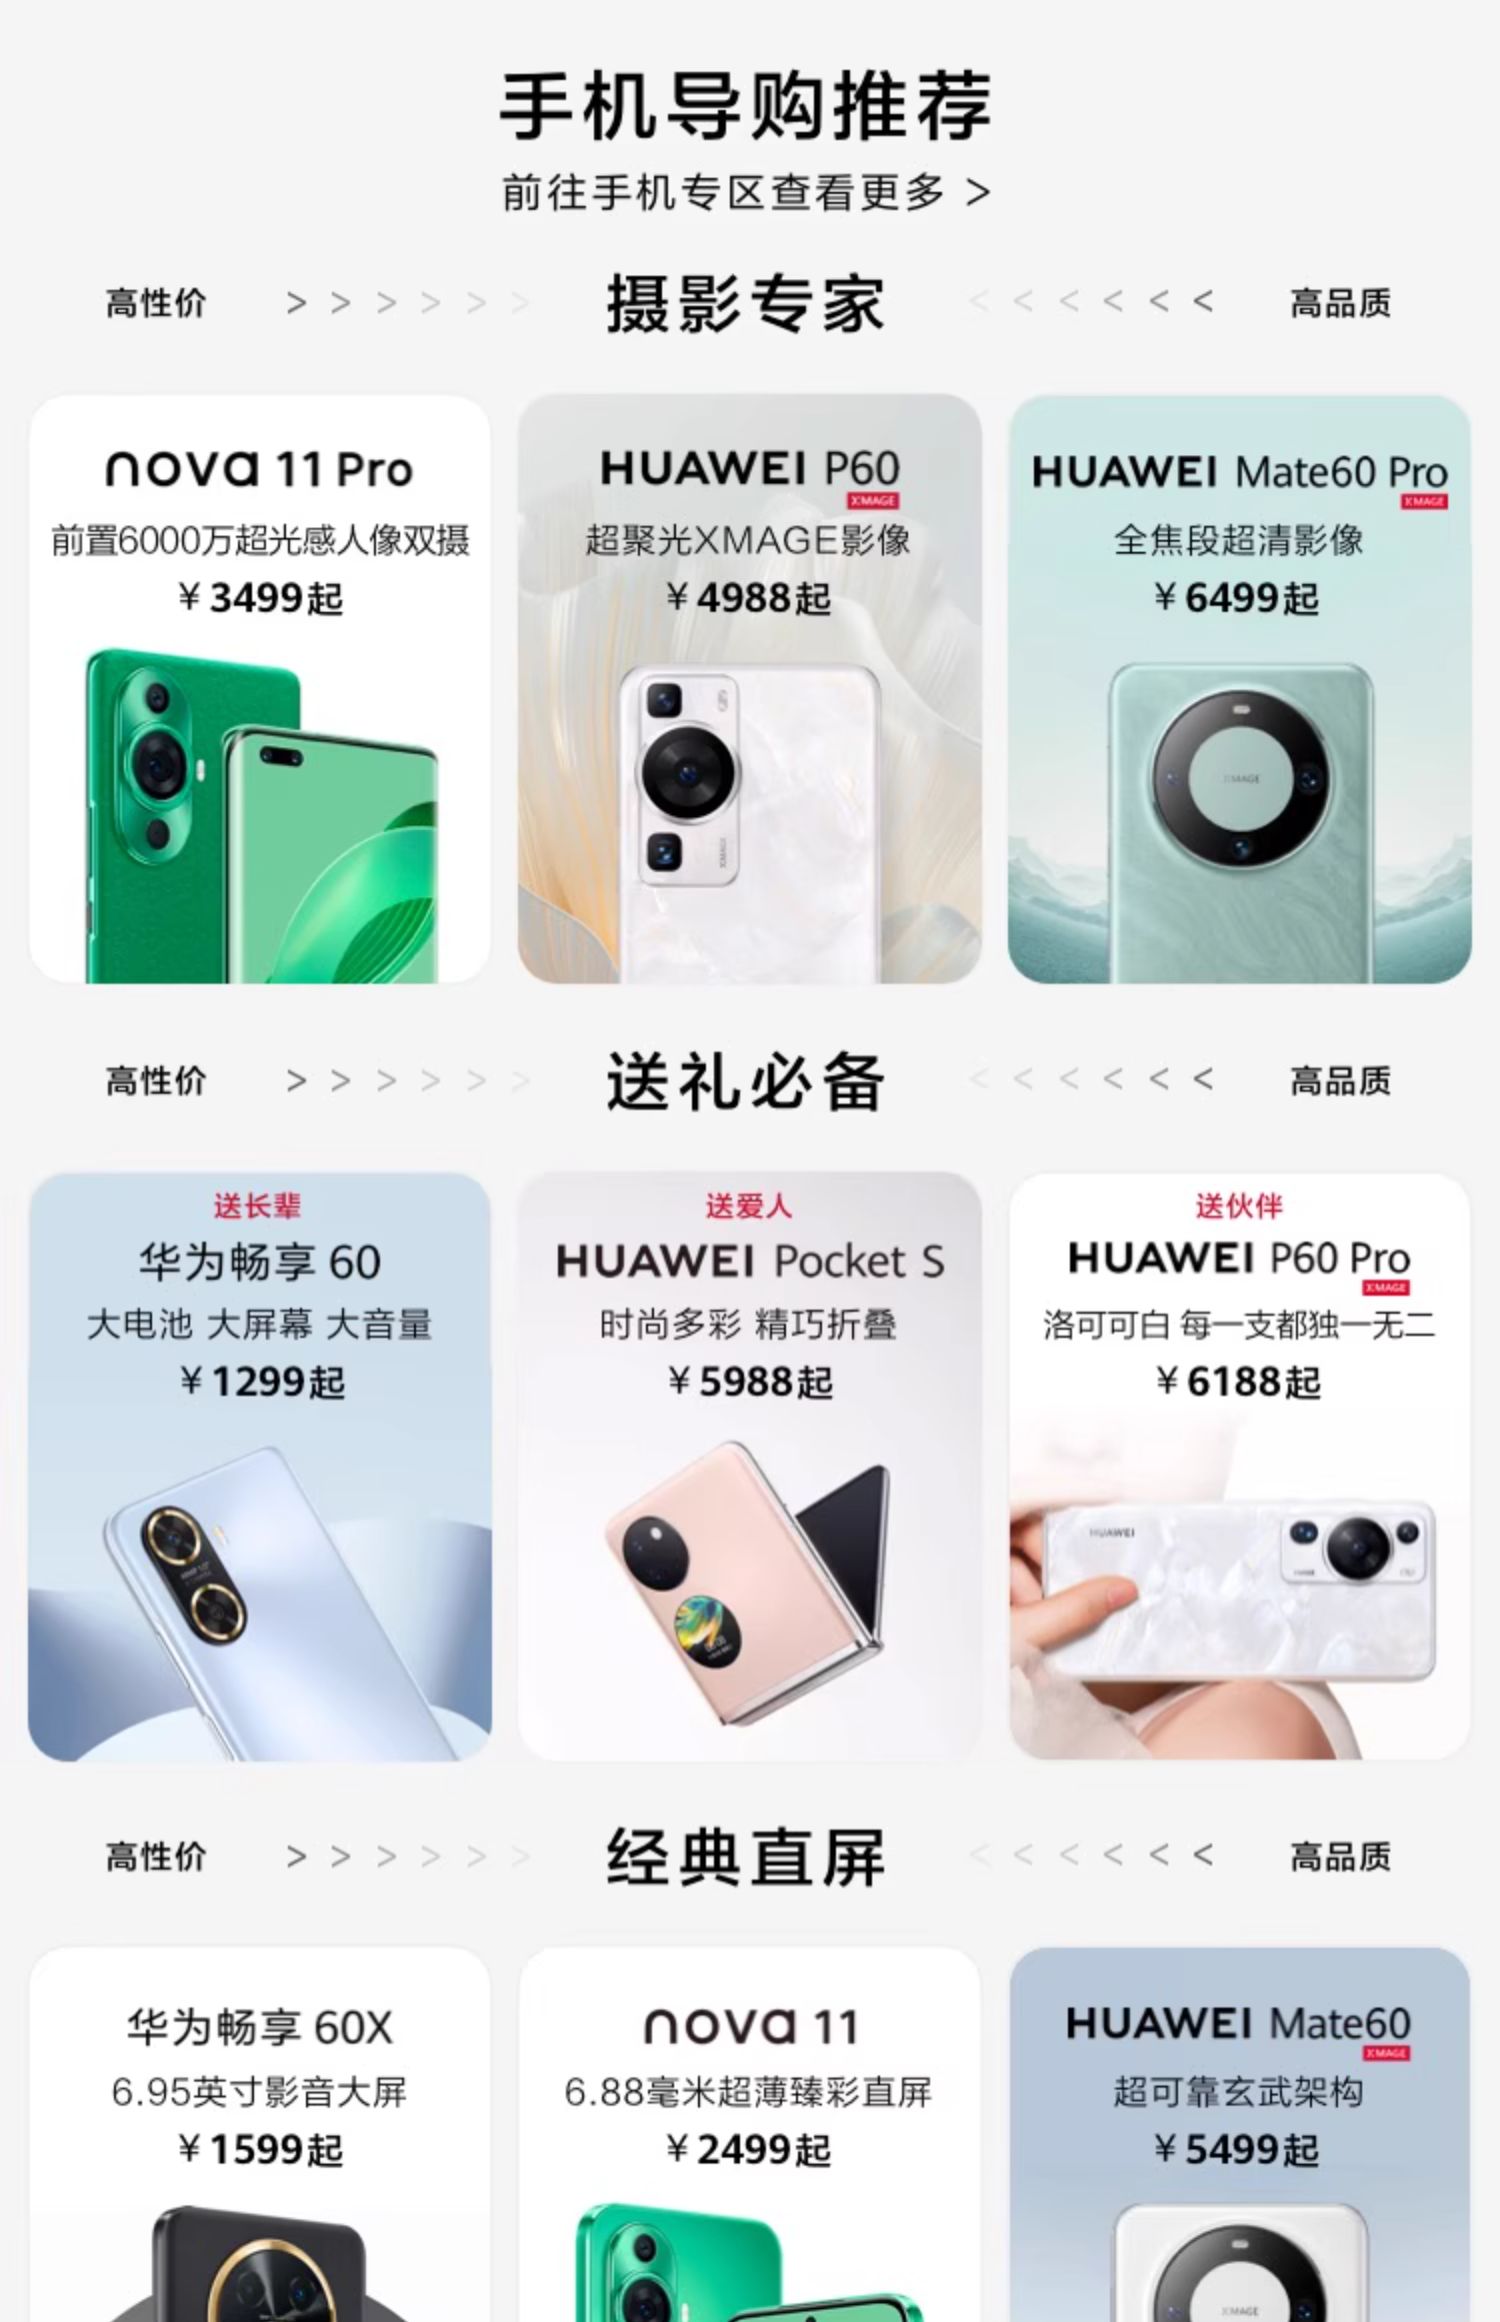 手机导购推荐
前往手机专区查看更多 >
高性价 > > > > > > 摄影专家 < < < < < < 高品质
nova 11 Pro
前置6000万超光感人像双摄
¥3499起
HUAWEI P60
XMAGE
超聚光XMAGE影像
¥4988起
XMAGE
HUAWEI Mate60 Pro
XMAGE
全焦段超清影像
¥6499起
XMAGE
高性价 > > > > > > 送礼必备 < < < < < < 高品质
送长辈
华为畅享 60
大电池 大屏幕 大音量
¥1299起
送爱人
HUAWEI Pocket S
时尚多彩 精巧折叠
¥5988起
送伙伴
HUAWEI P60 Pro
XMAGE
洛可可白 每一支都独一无二
¥6188起
HUAWEI
高性价 > > > > > > 经典直屏 < < < < < < 高品质
华为畅享 60X
6.95英寸影音大屏
¥1599起
nova 11
6.88毫米超薄臻彩直屏
¥2499起
HUAWEI Mate60
XMAGE
超可靠玄武架构
¥5499起
XMAGE